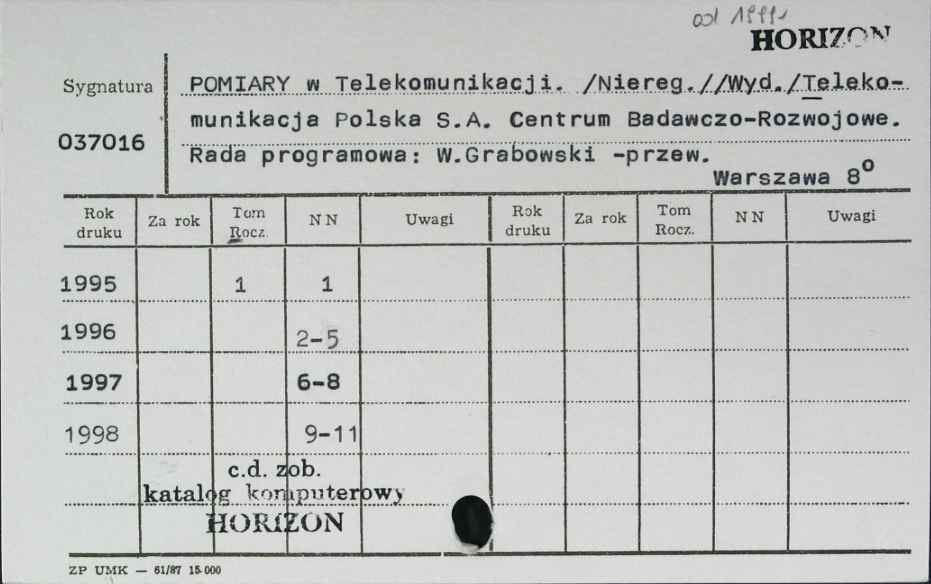 od 1999
HORIZON
Sygnatura
037016
POMIARY w Telekomunikacji. /Niereg.//Wyd./Teleko-
munikacja Polska S.A. Centrum Badawczo-Rozwojowe.
Rada programowa: W.Grabowski -przew.
Warszawa 8°
Rok druku Za rok Tom Rocz. N N Uwagi Rok druku Za rok Tom Rocz. N N Uwagi
1995 1 1
1996 2-5
1997 6-8
1998 9-11
c.d. zob.
katalog komputerowy
HORIZON
ZP UMK — 61/87 15.000